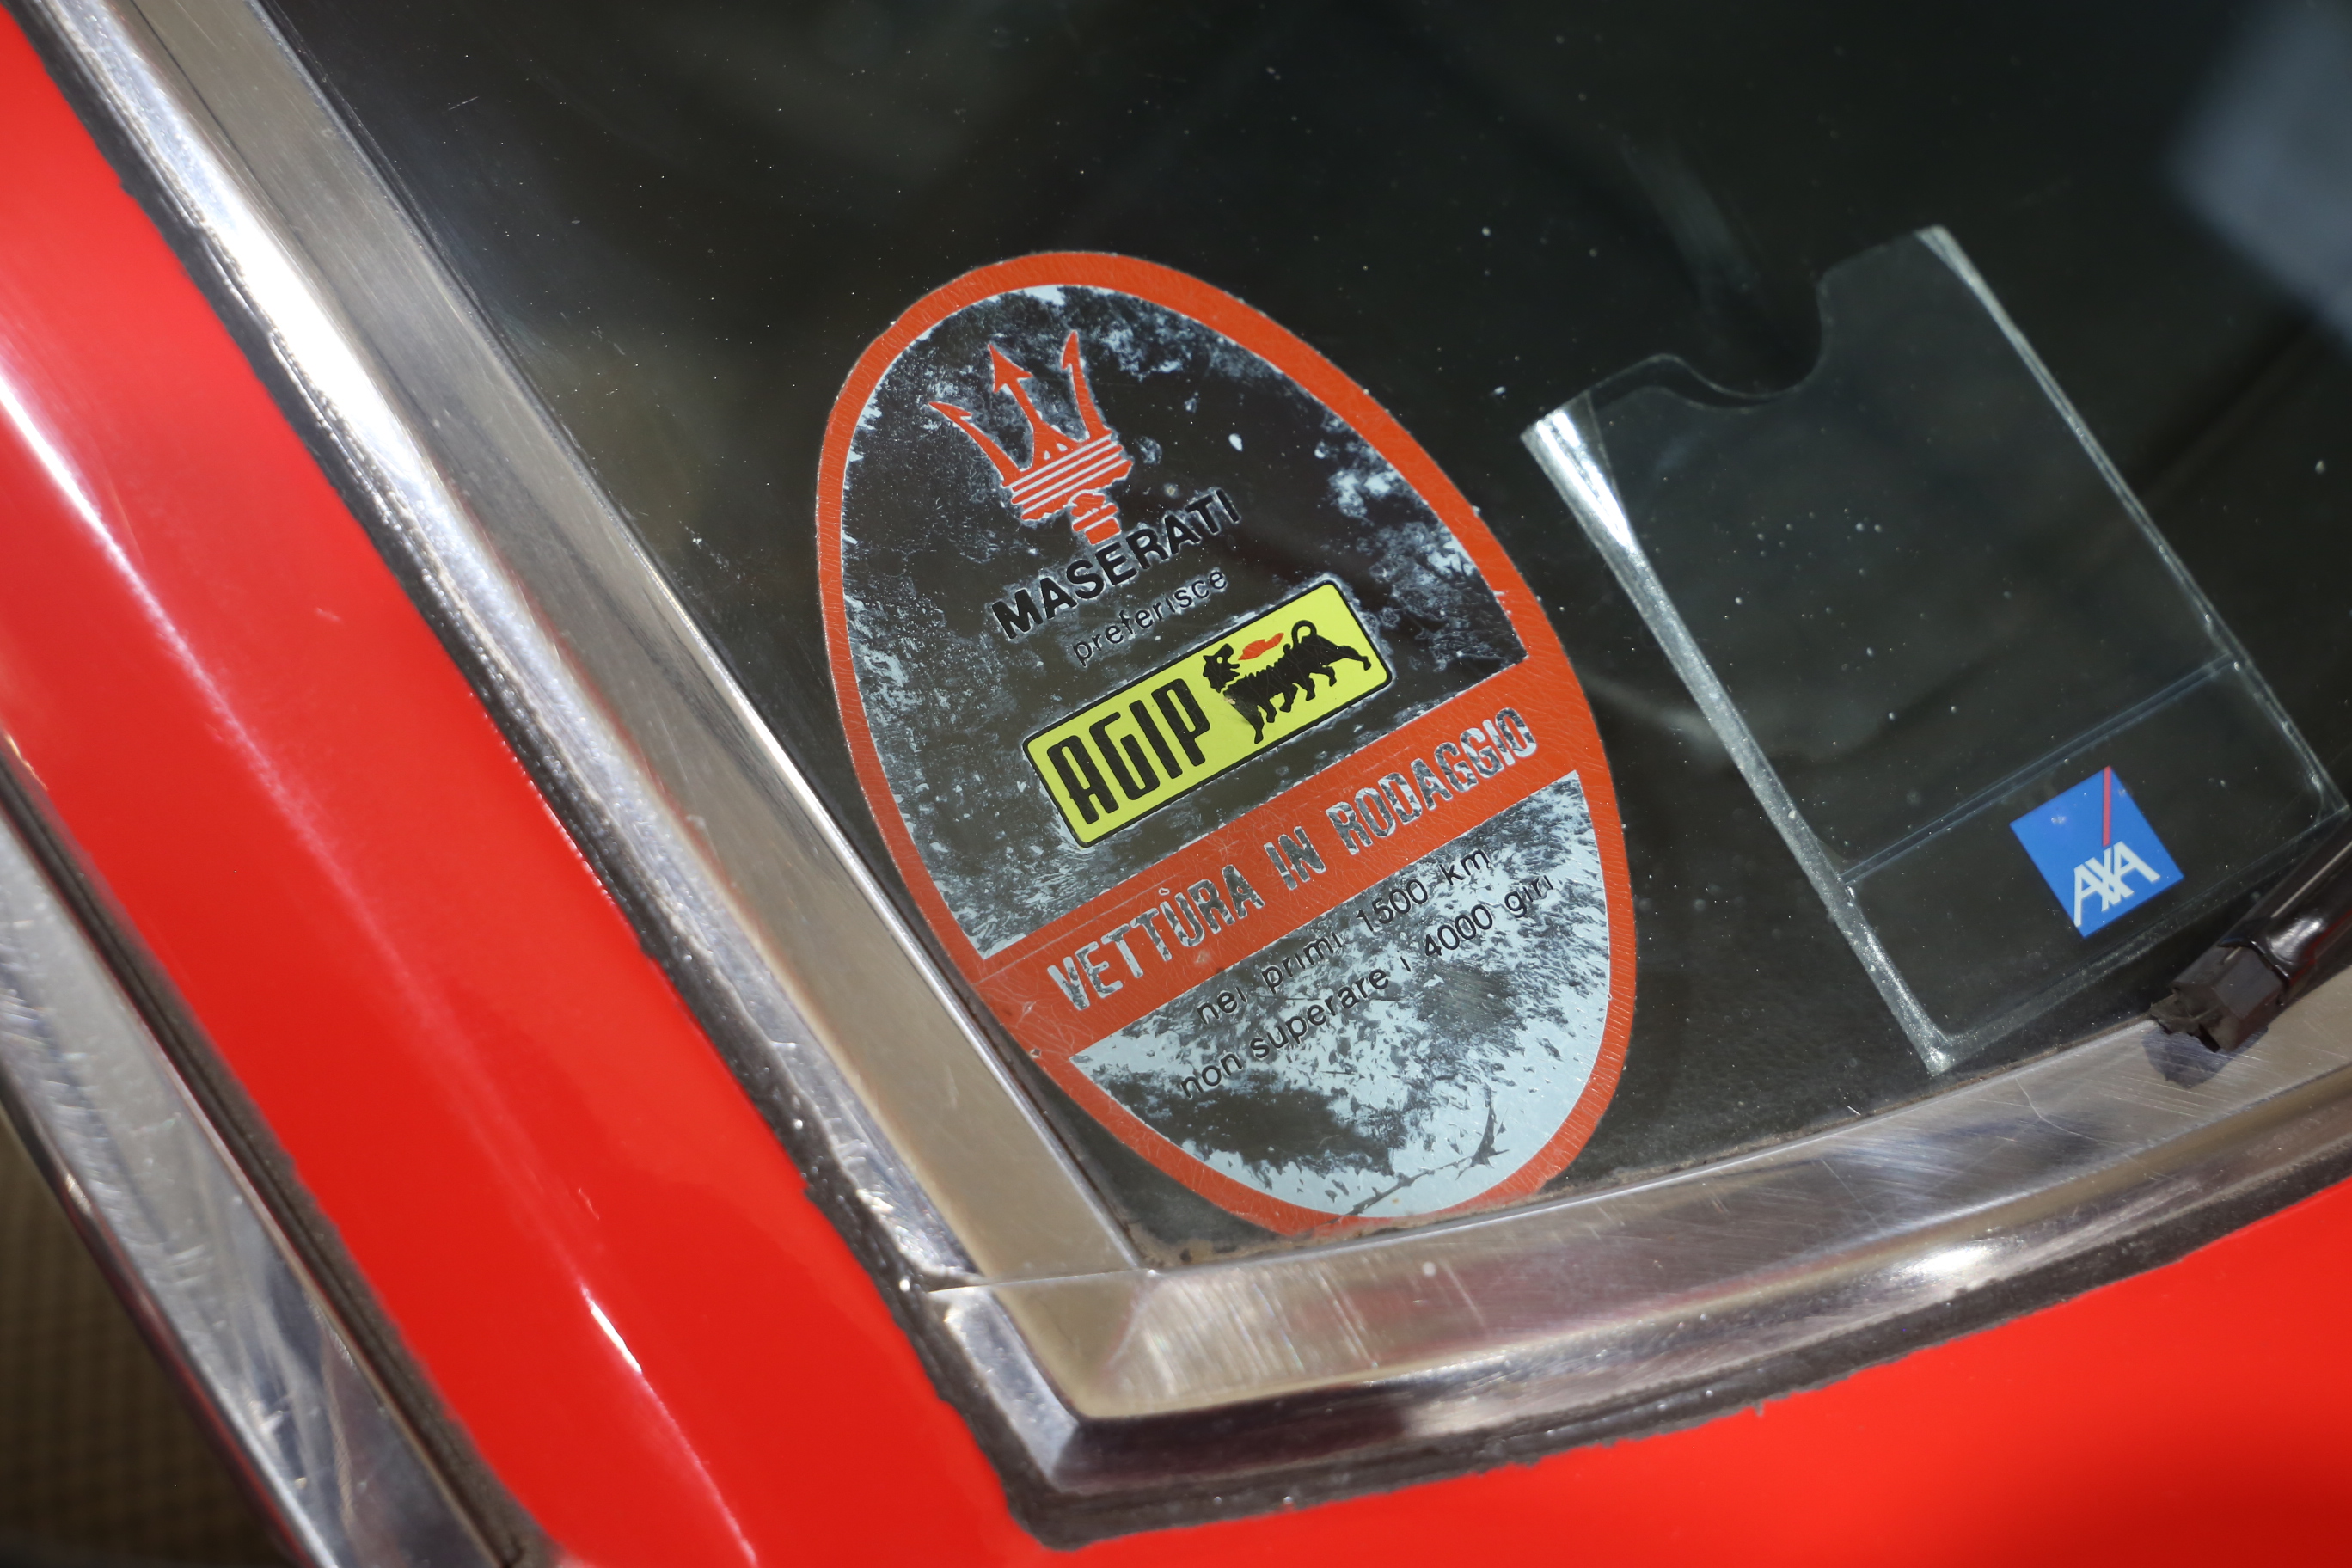 MASERATI
preferisce
AGIP
VETTURA IN RODAGGIO
nei primi 1500 km
non superare i 4000 giri
AXA